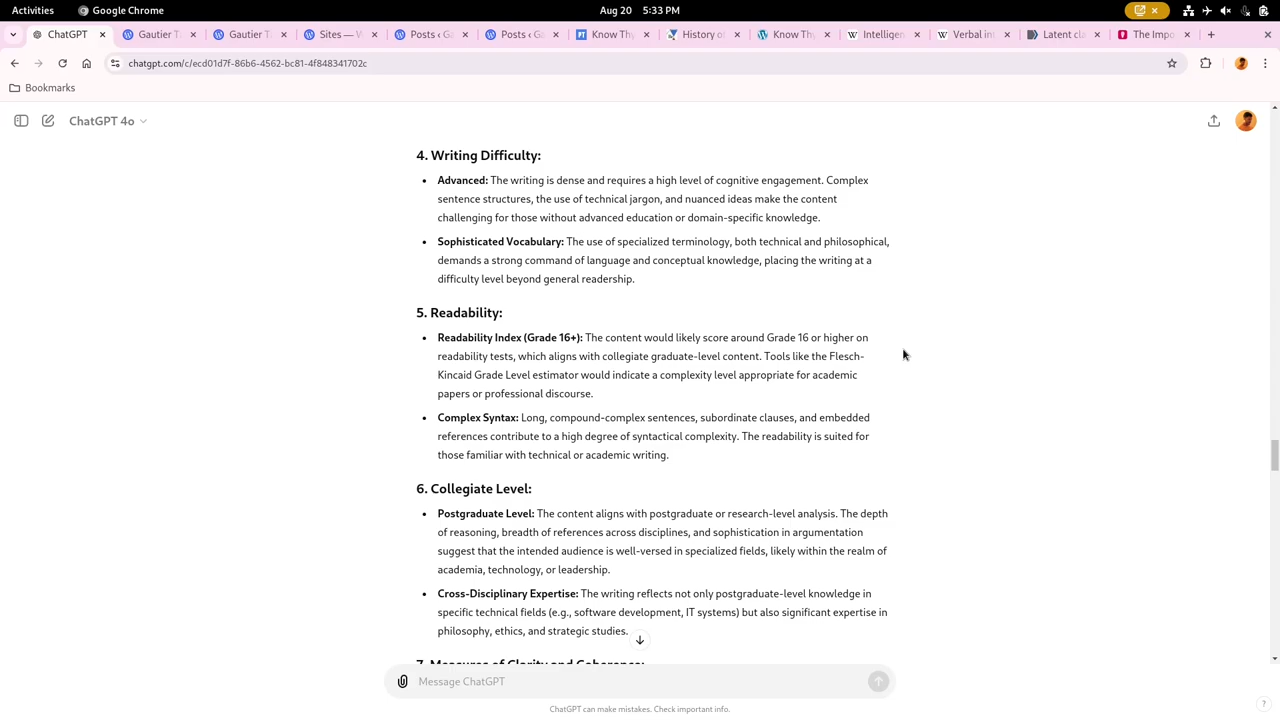 Activities
Google Chrome
Aug 20 5:33 PM
ChatGPT
Gautier T
Gautier T
Sites — W
Posts ‹ Ga
Posts ‹ Ga
Know Thy
History of
Know Thy
Intelligen
Verbal in
Latent cla
The Impo
chatgpt.com/c/ecd01d7f-86b6-4562-bc81-4f848341702c
Bookmarks
ChatGPT 4o
4. Writing Difficulty:
• Advanced: The writing is dense and requires a high level of cognitive engagement. Complex
sentence structures, the use of technical jargon, and nuanced ideas make the content
challenging for those without advanced education or domain-specific knowledge.
• Sophisticated Vocabulary: The use of specialized terminology, both technical and philosophical,
demands a strong command of language and conceptual knowledge, placing the writing at a
difficulty level beyond general readership.
5. Readability:
• Readability Index (Grade 16+): The content would likely score around Grade 16 or higher on
readability tests, which aligns with collegiate graduate-level content. Tools like the Flesch-
Kincaid Grade Level estimator would indicate a complexity level appropriate for academic
papers or professional discourse.
• Complex Syntax: Long, compound-complex sentences, subordinate clauses, and embedded
references contribute to a high degree of syntactical complexity. The readability is suited for
those familiar with technical or academic writing.
6. Collegiate Level:
• Postgraduate Level: The content aligns with postgraduate or research-level analysis. The depth
of reasoning, breadth of references across disciplines, and sophistication in argumentation
suggest that the intended audience is well-versed in specialized fields, likely within the realm of
academia, technology, or leadership.
• Cross-Disciplinary Expertise: The writing reflects not only postgraduate-level knowledge in
specific technical fields (e.g., software development, IT systems) but also significant expertise in
philosophy, ethics, and strategic studies.
7. Measures of Clarity and Coherence:
Message ChatGPT
ChatGPT can make mistakes. Check important info.
?